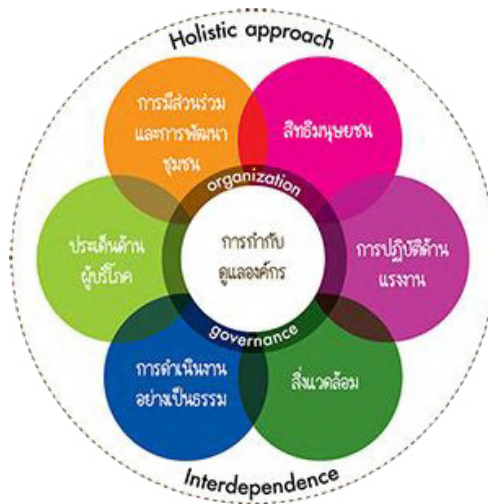 Holistic approach
การมีส่วนร่วม
และการพัฒนา
ชุมชน
สิทธิมนุษยชน
organization
ประเด็นด้าน
ผู้บริโภค
การกำกับ
ดูแลองค์กร
การปฏิบัติด้าน
แรงงาน
governance
การดำเนินงาน
อย่างเป็นธรรม
สิ่งแวดล้อม
Interdependence